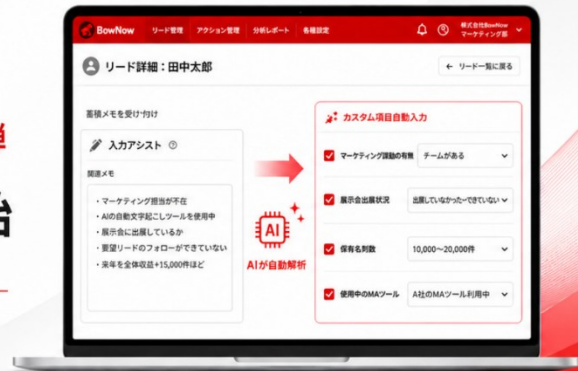 BowNow リード管理 アクション管理 分析レポート 各種設定 株式会社BowNow
マーケティング部
リード詳細：田中太郎
← リード一覧に戻る
蓄積メモを受け付け
入力アシスト
関連メモ
・マーケティング担当が不在
・AIの自動文字起こしツールを使用中
・展示会に出展しているか
・要望リードのフォローができていない
・来年を全体収益+15,000件ほど
AI
AIが自動解析
カスタム項目自動入力
マーケティング課動の有無 チームがある
展示会出展状況 出展していなかった〜できていない
保有名刺数 10,000〜20,000件
使用中のMAツール A社のMAツール利用中
弾
始